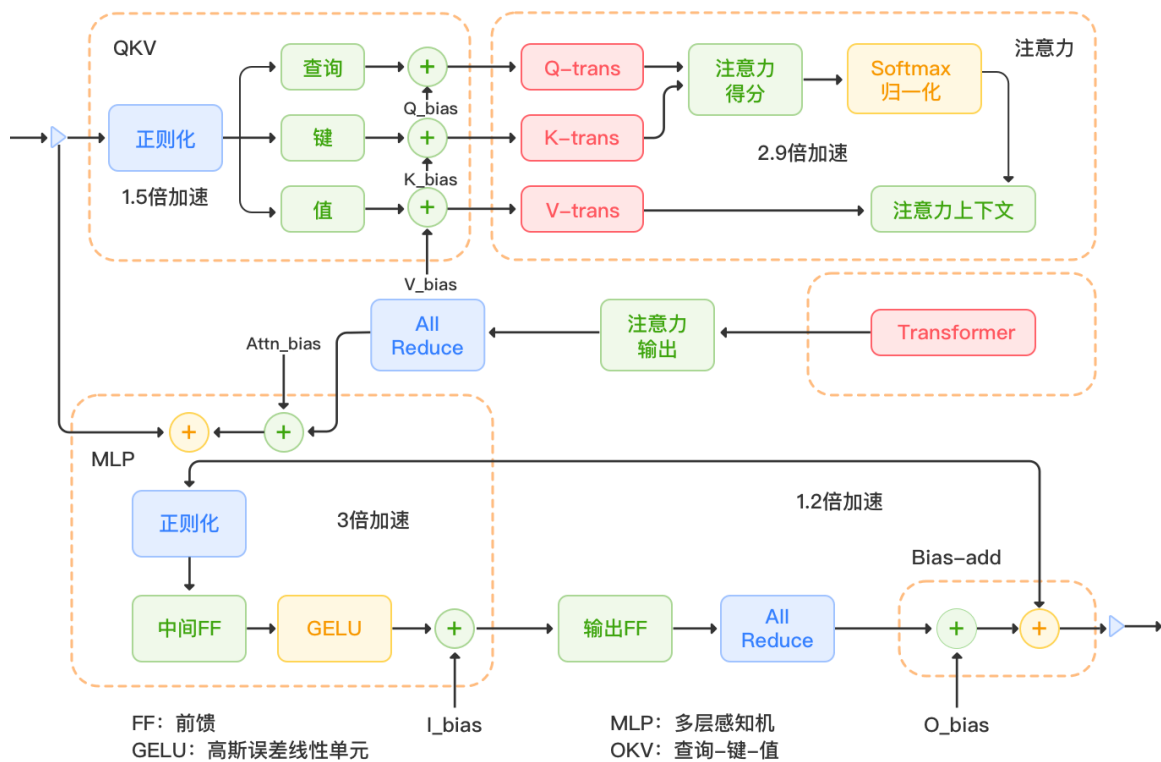 QKV
注意力
查询
+
Q-trans
注意力
得分
Softmax
归一化
Q_bias
正则化
键
+
K-trans
2.9倍加速
1.5倍加速
K_bias
值
+
V-trans
注意力上下文
V_bias
Attn_bias
All
Reduce
注意力
输出
Transformer
+
+
MLP
正则化
3倍加速
1.2倍加速
Bias-add
中间FF
GELU
+
输出FF
All
Reduce
+
+
FF：前馈
I_bias
MLP：多层感知机
O_bias
GELU：高斯误差线性单元
OKV：查询-键-值